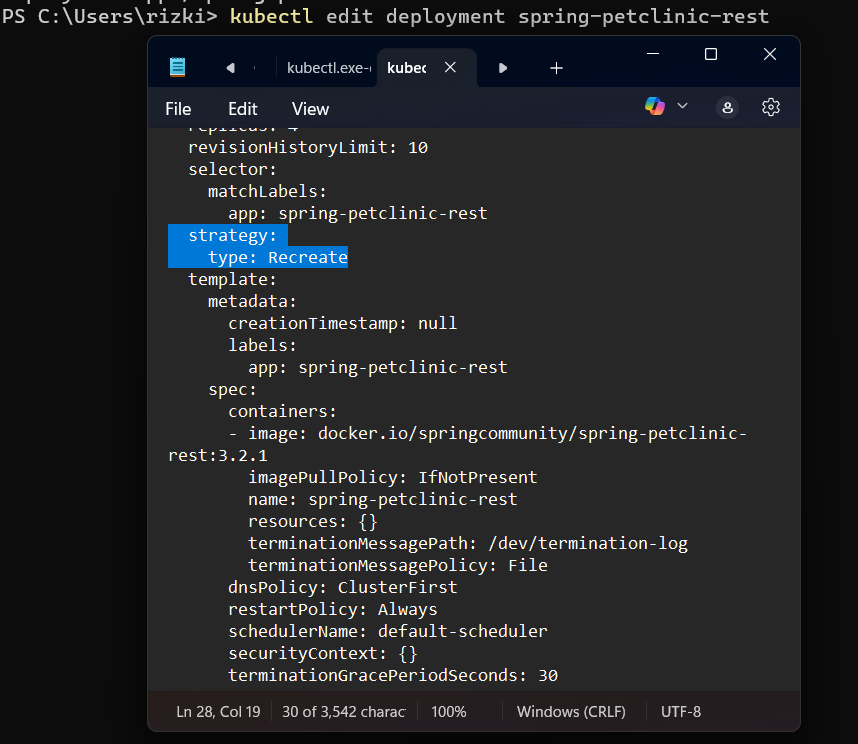 PS C:\Users\rizki> kubectl edit deployment spring-petclinic-rest
kubectl.exe-
kubec
File Edit View
replicas: 4
revisionHistoryLimit: 10
selector:
matchLabels:
app: spring-petclinic-rest
strategy:
type: Recreate
template:
metadata:
creationTimestamp: null
labels:
app: spring-petclinic-rest
spec:
containers:
- image: docker.io/springcommunity/spring-petclinic-
rest:3.2.1
imagePullPolicy: IfNotPresent
name: spring-petclinic-rest
resources: {}
terminationMessagePath: /dev/termination-log
terminationMessagePolicy: File
dnsPolicy: ClusterFirst
restartPolicy: Always
schedulerName: default-scheduler
securityContext: {}
terminationGracePeriodSeconds: 30
Ln 28, Col 19 30 of 3,542 charac 100% Windows (CRLF) UTF-8